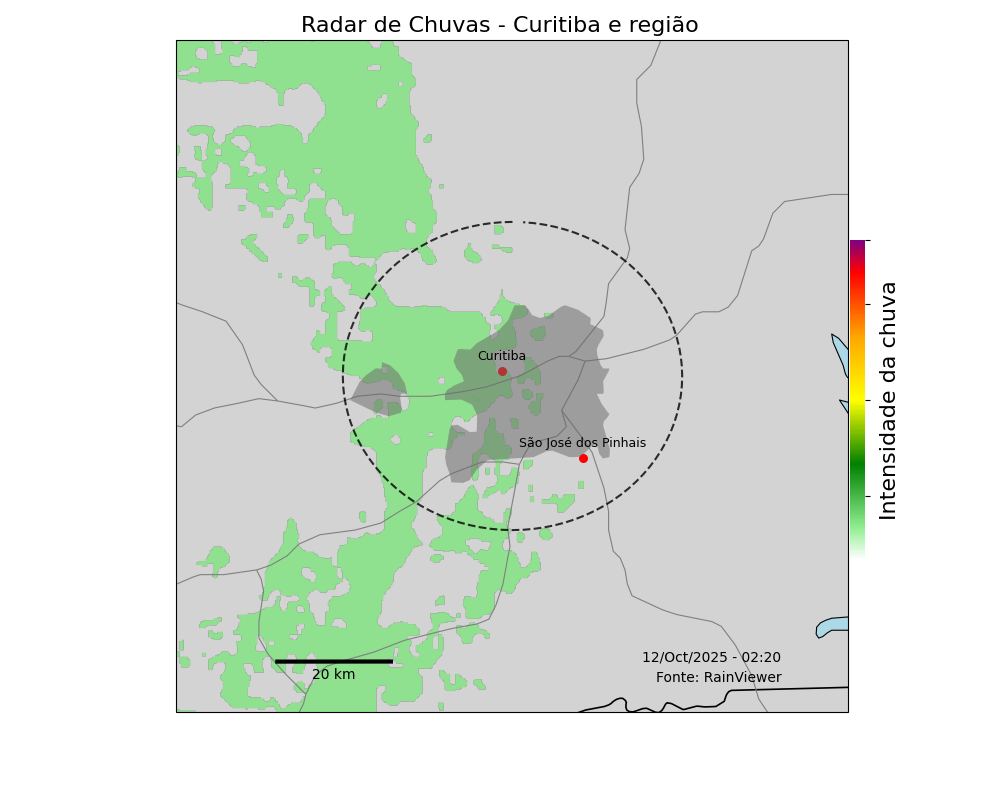 Radar de Chuvas - Curitiba e região
Curitiba
São José dos Pinhais
Intensidade da chuva
12/Oct/2025 - 02:20
Fonte: RainViewer
20 km